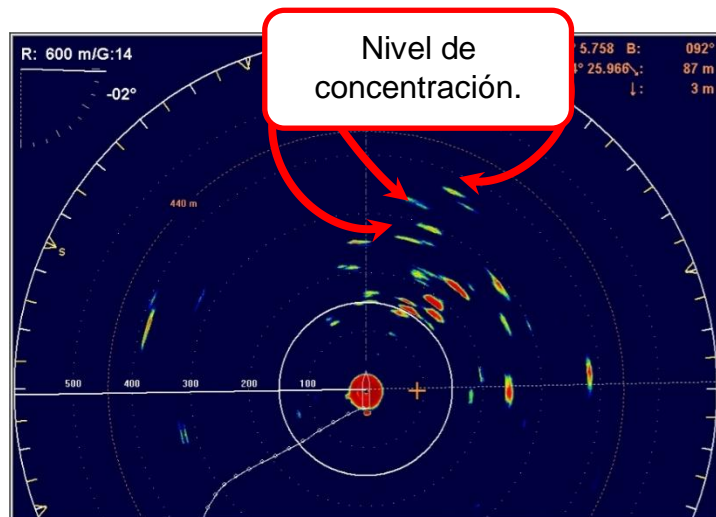 Nivel de
concentración.
R: 600 m/G:14
-02°
5.758 B: 092°
° 25.966 : 87 m
↓: 3 m
440 m
S
500 400 300 200 100